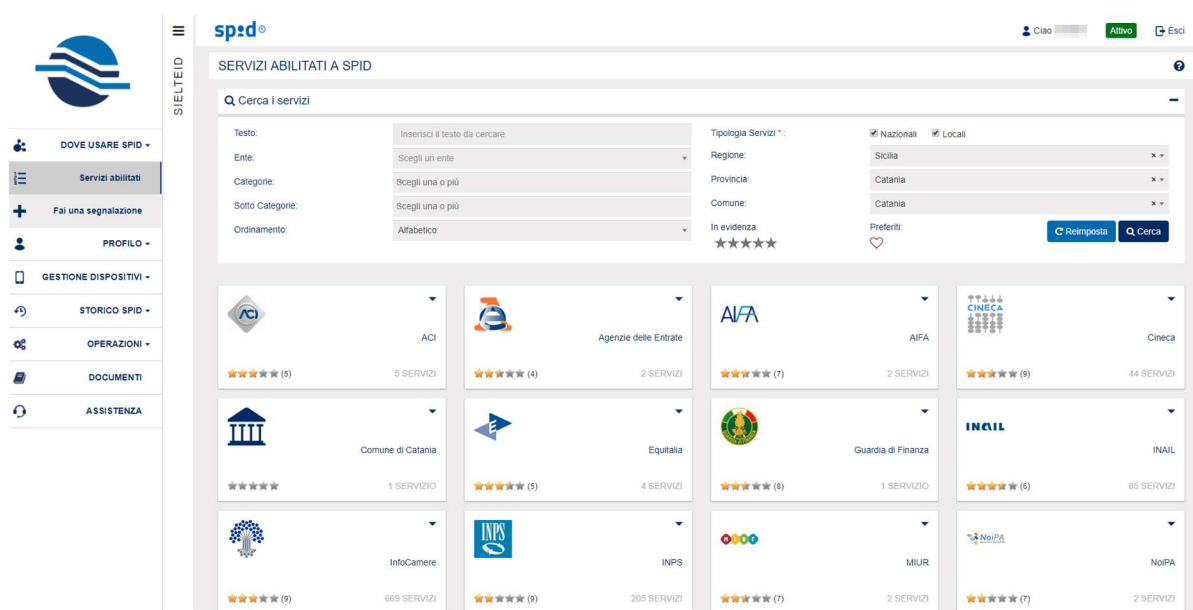 spid
Ciao
Attivo
Esci
SIELTEID
DOVE USARE SPID
Servizi abilitati
Fai una segnalazione
PROFILO
GESTIONE DISPOSITIVI
STORICO SPID
OPERAZIONI
DOCUMENTI
ASSISTENZA
SERVIZI ABILITATI A SPID
Cerca i servizi
Testo: Inserisci il testo da cercare
Ente: Scegli un ente
Categorie: Scegli una o più
Sotto Categorie: Scegli una o più
Ordinamento: Alfabetico
Tipologia Servizi * : Nazionali Locali
Regione: Sicilia × 
Provincia: Catania ×
Comune: Catania ×
In evidenza: Preferiti:
Reimposta Cerca
ACI
ACI
(5) 5 SERVIZI
Agenzie delle Entrate
(4) 2 SERVIZI
AIFA
AIFA
(7) 2 SERVIZI
CINECA
Cineca
(9) 44 SERVIZI
Comune di Catania
1 SERVIZIO
E
Equitalia
(5) 4 SERVIZI
Guardia di Finanza
(8) 1 SERVIZIO
INAIL
INAIL
(6) 85 SERVIZI
InfoCamere
(9) 669 SERVIZI
INPS
INPS
(9) 205 SERVIZI
MIUR
MIUR
(7) 2 SERVIZI
NoiPA
NoiPA
(7) 2 SERVIZI